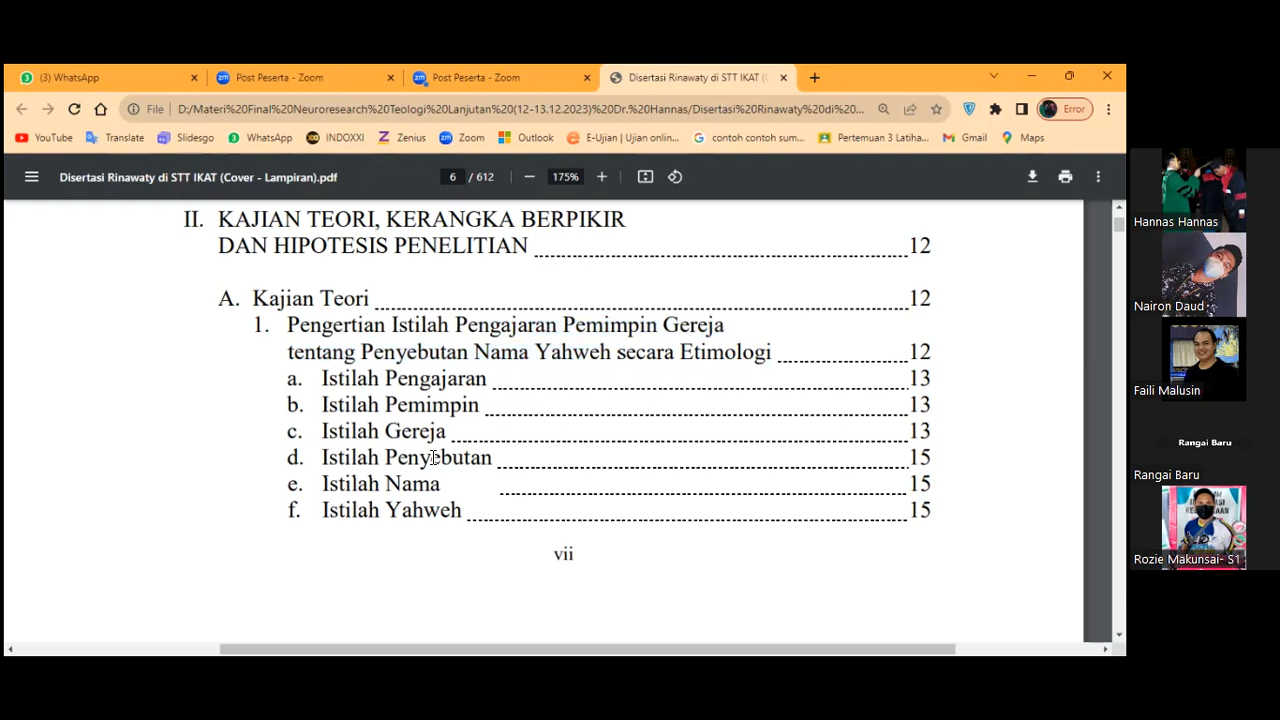 (3) WhatsApp
Post Peserta - Zoom
Post Peserta - Zoom
Disertasi Rinawaty di STT IKAT (
File D:/Materi%20Final%20Neuroresearch%20Teologi%20Lanjutan%20(12-13.12.2023)%20Dr.%20Hannas/Disertasi%20Rinawaty%20di%20... Error
YouTube Translate Slidesgo WhatsApp INDOXXI Zenius Zoom Outlook E-Ujian | Ujian onlin... contoh contoh sum... Pertemuan 3 Latiha... Gmail Maps
Disertasi Rinawaty di STT IKAT (Cover - Lampiran).pdf 6 / 612 175%
II. KAJIAN TEORI, KERANGKA BERPIKIR
DAN HIPOTESIS PENELITIAN 12
A. Kajian Teori 12
1. Pengertian Istilah Pengajaran Pemimpin Gereja
tentang Penyebutan Nama Yahweh secara Etimologi 12
a. Istilah Pengajaran 13
b. Istilah Pemimpin 13
c. Istilah Gereja 13
d. Istilah Penyebutan 15
e. Istilah Nama 15
f. Istilah Yahweh 15
vii
Hannas Hannas
Nairon Daud
Faili Malusin
Rangai Baru
Rangai Baru
Rozie Makunsai- S1